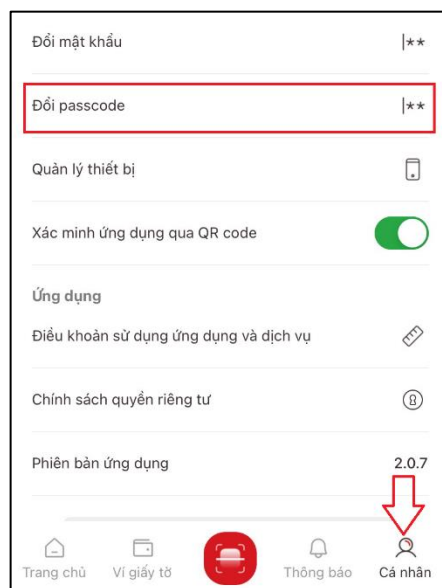 Đổi mật khẩu |**
Đổi passcode |**
Quản lý thiết bị
Xác minh ứng dụng qua QR code
Ứng dụng
Điều khoản sử dụng ứng dụng và dịch vụ
Chính sách quyền riêng tư
Phiên bản ứng dụng 2.0.7
Trang chủ Ví giấy tờ Thông báo Cá nhân